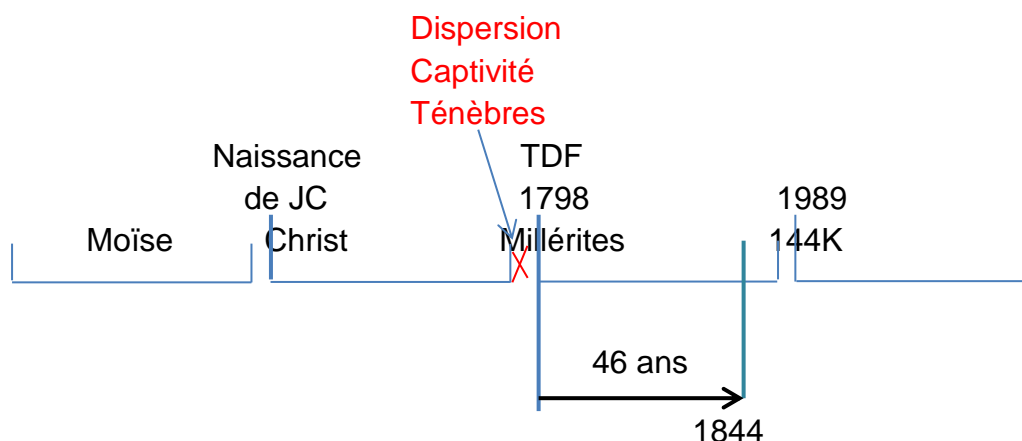 Dispersion
Captivité
Ténèbres
Naissance
de JC
TDF
1798
1989
Moïse
Christ
Millérites
144K
46 ans
1844